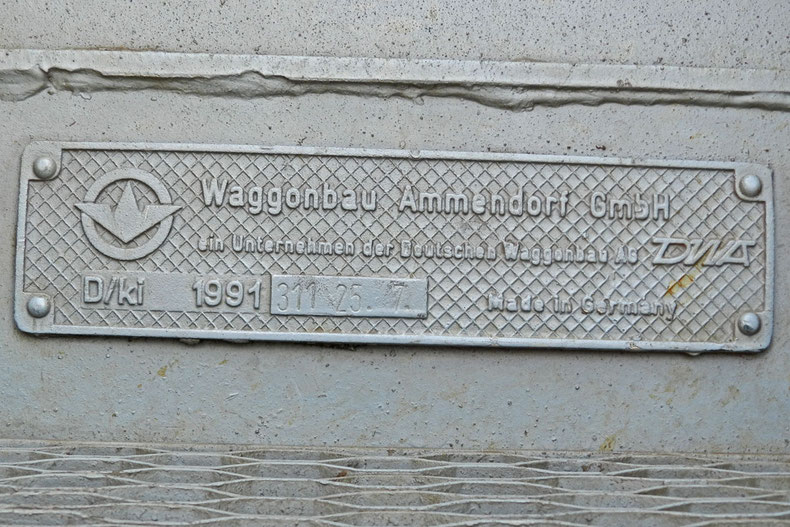 Waggonbau Ammendorf GmbH
ein Unternehmen der Deutschen Waggonbau AG DWA
D/ki 1991 311 25. 7. Made in Germany